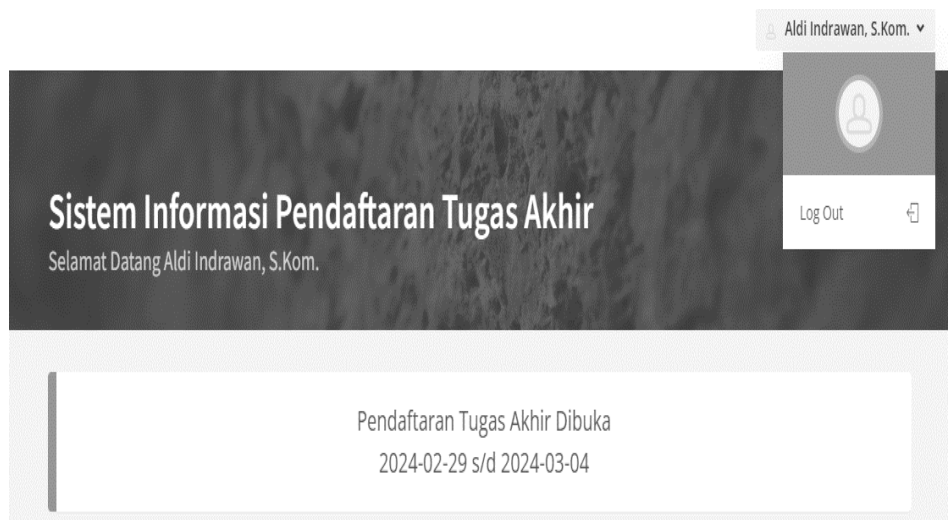 Aldi Indrawan, S.Kom.
Log Out
Sistem Informasi Pendaftaran Tugas Akhir
Selamat Datang Aldi Indrawan, S.Kom.
Pendaftaran Tugas Akhir Dibuka
2024-02-29 s/d 2024-03-04